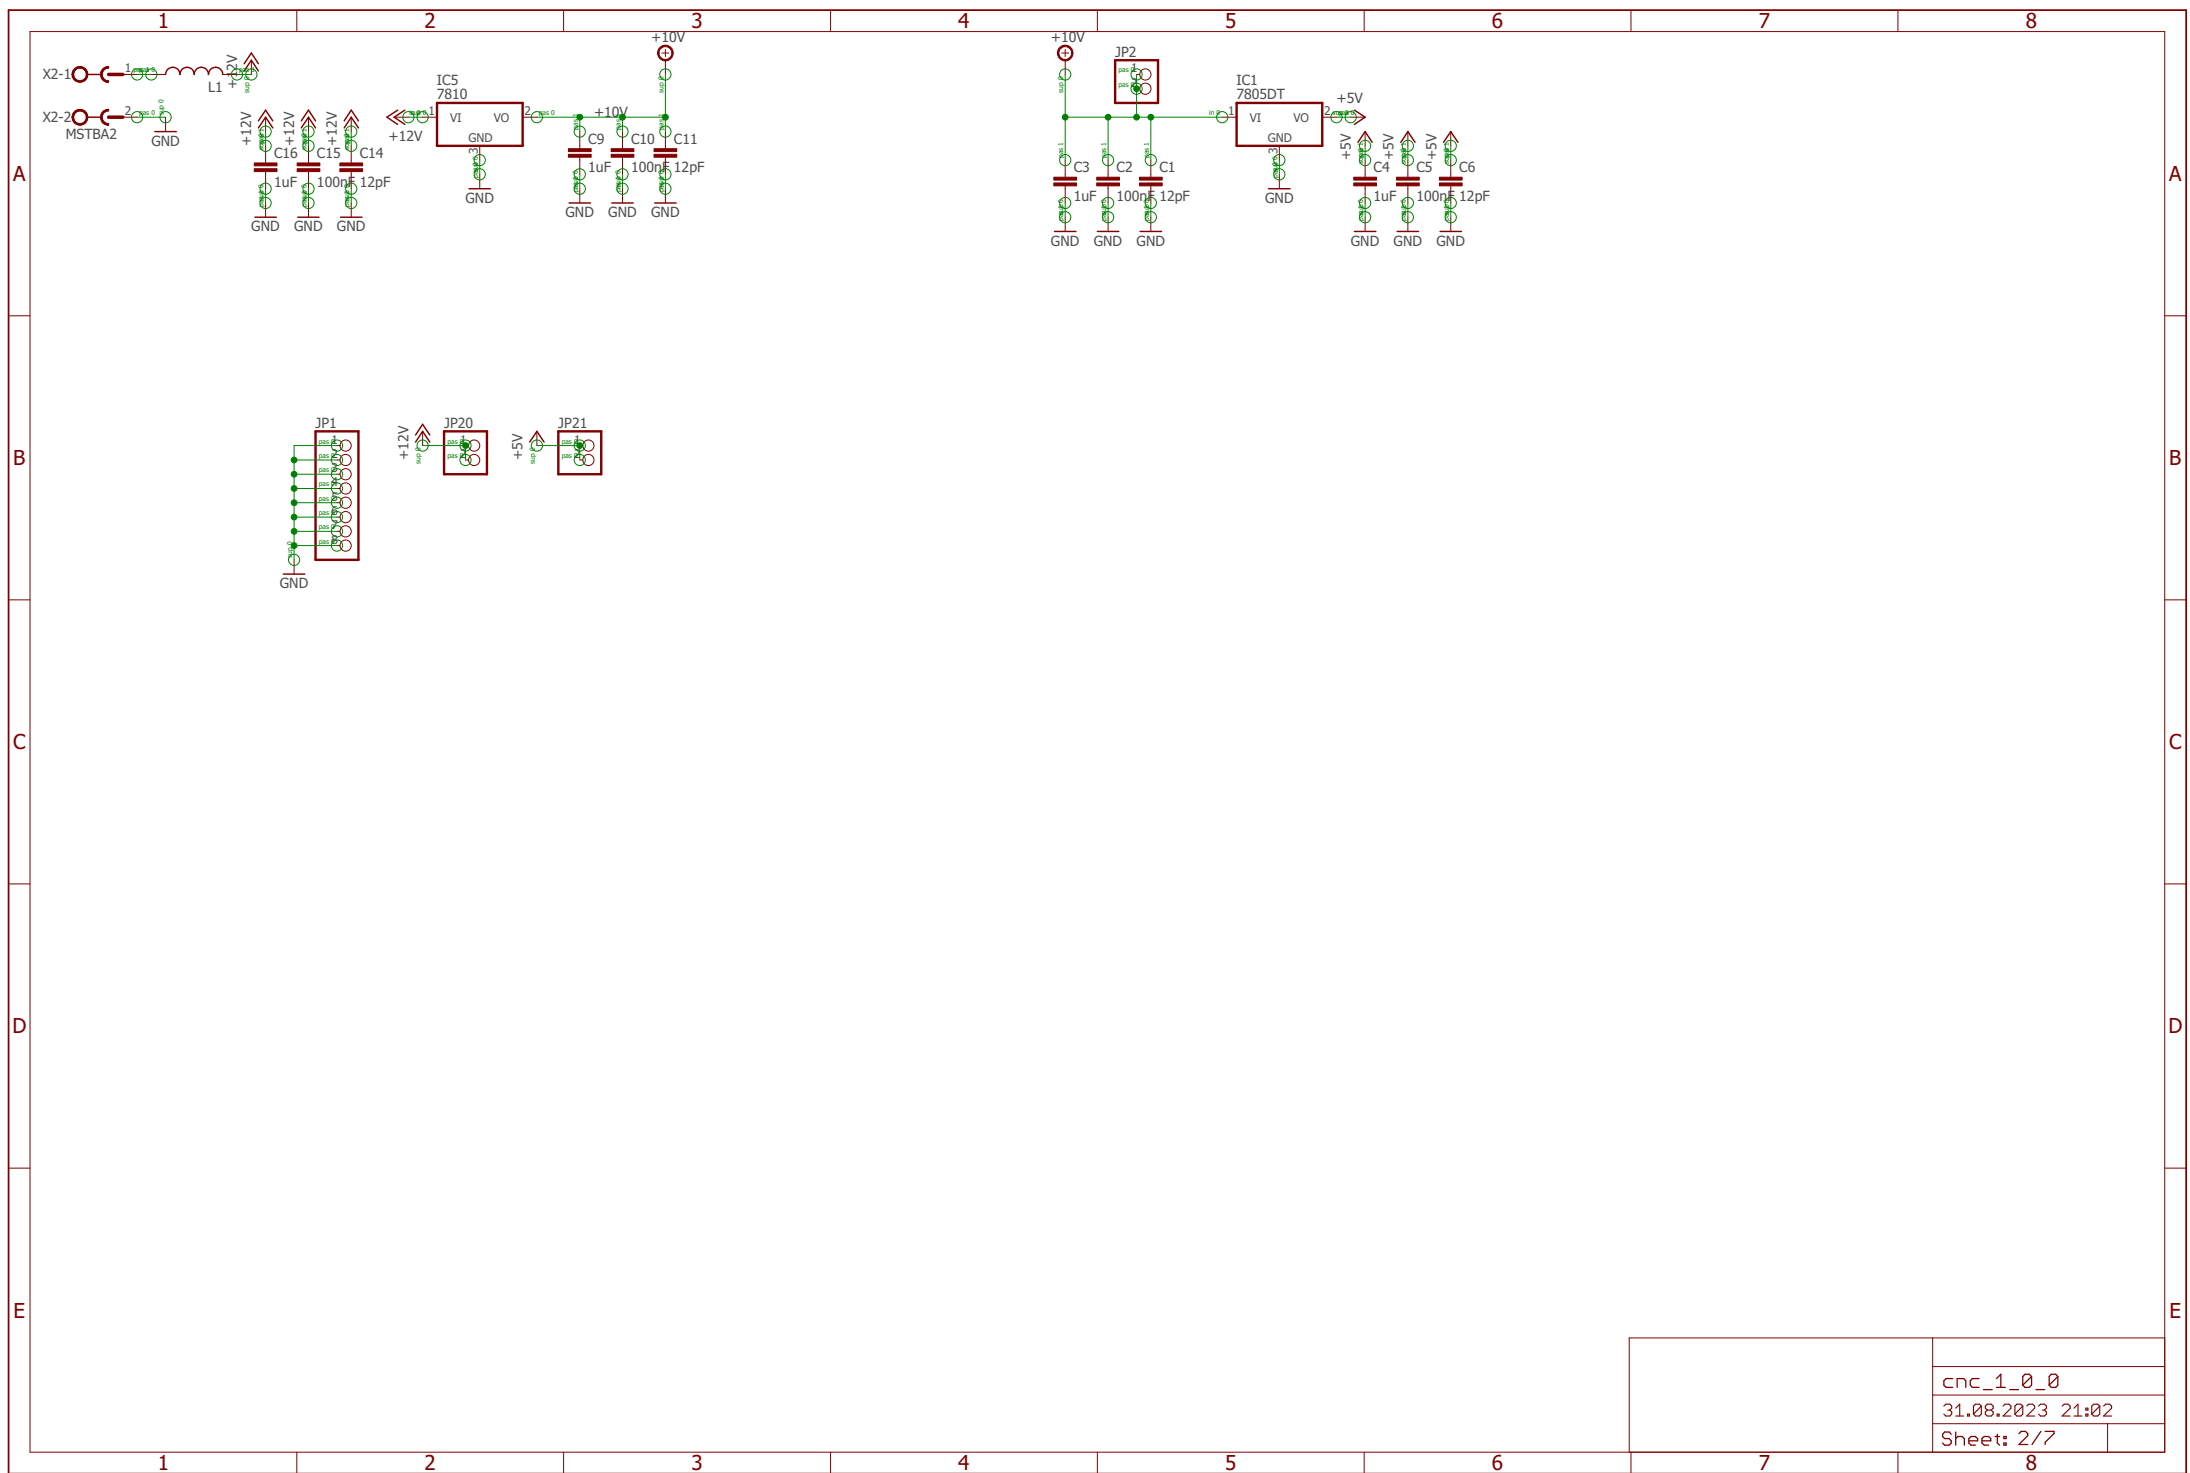 1 2 3 4 5 6 7 8
A
B
C
D
E
A
B
C
D
E
X2-1
1
L1
+12V
X2-2
2
MSTBA2
GND
+12V
+12V
+12V
C16
C15
C14
1uF
100nF
12pF
GND
GND
GND
IC5
7810
+12V
1
VI
VO
2
GND
3
GND
+10V
+10V
C9
C10
C11
1uF
100nF
12pF
GND
GND
GND
+10V
JP2
1
C3
C2
C1
1uF
100nF
12pF
GND
GND
GND
IC1
7805DT
1
VI
VO
2
GND
3
GND
+5V
+5V
+5V
+5V
C4
C5
C6
1uF
100nF
12pF
GND
GND
GND
JP1
GND
+12V
JP20
+5V
JP21
cnc_1_0_0
31.08.2023 21:02
Sheet: 2/7
1 2 3 4 5 6 7 8